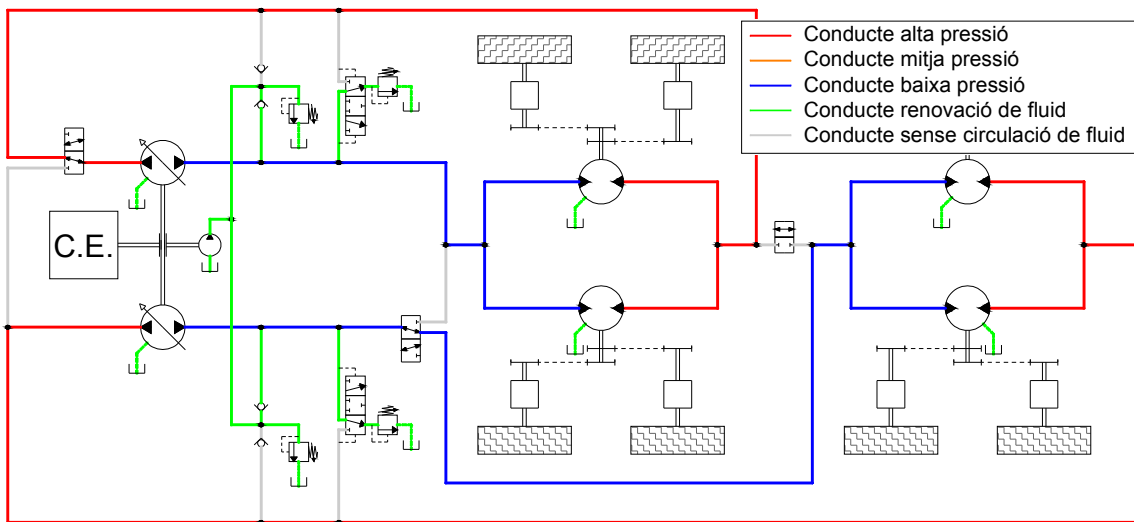 Conducte alta pressió
Conducte mitja pressió
Conducte baixa pressió
Conducte renovació de fluid
Conducte sense circulació de fluid
C.E.